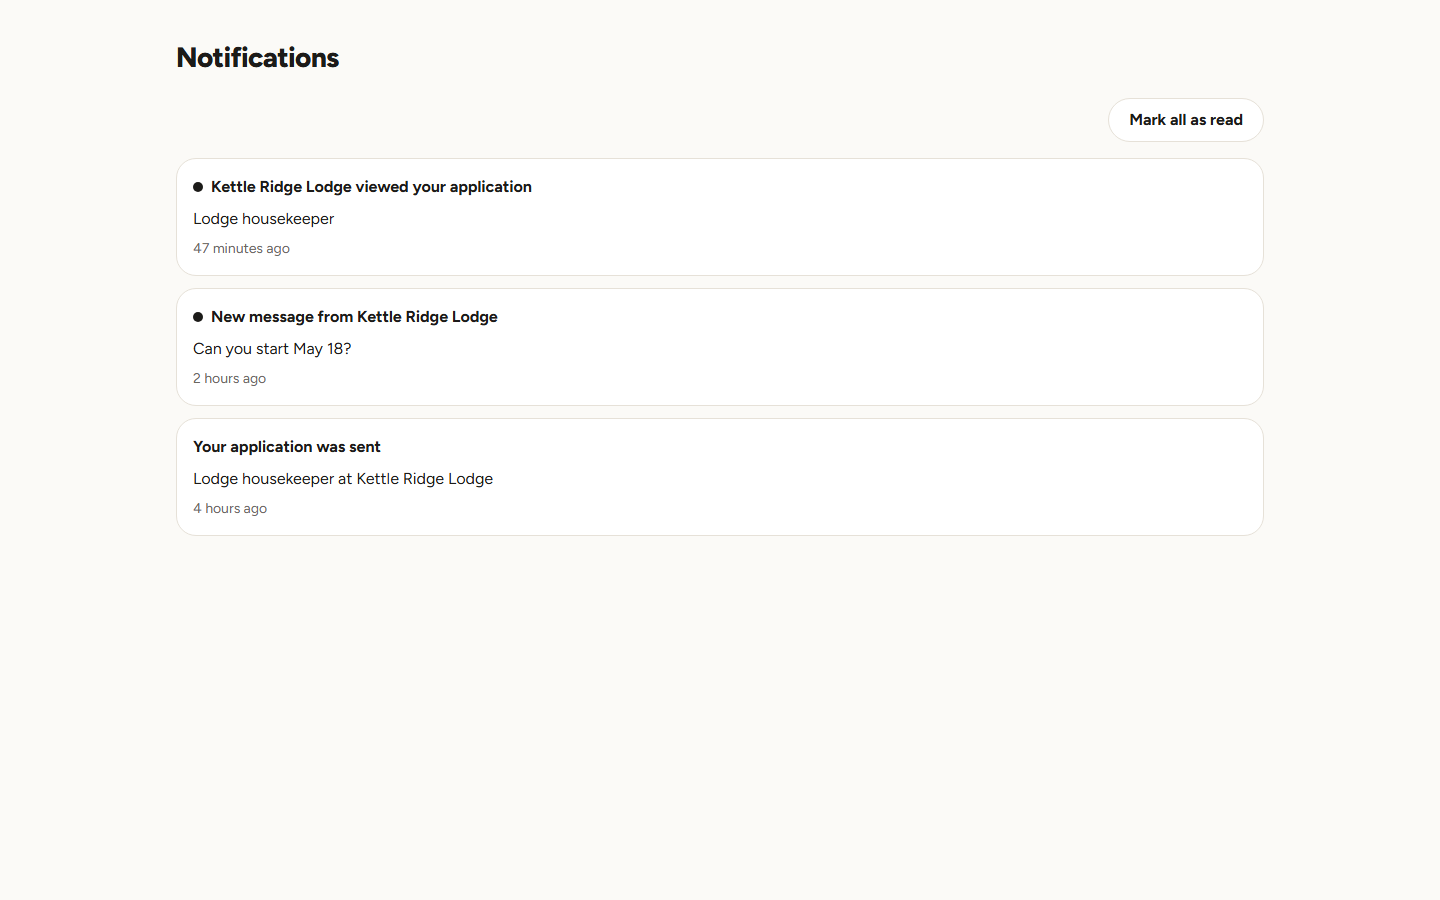 Notifications
Mark all as read
Kettle Ridge Lodge viewed your application
Lodge housekeeper
47 minutes ago
New message from Kettle Ridge Lodge
Can you start May 18?
2 hours ago
Your application was sent
Lodge housekeeper at Kettle Ridge Lodge
4 hours ago